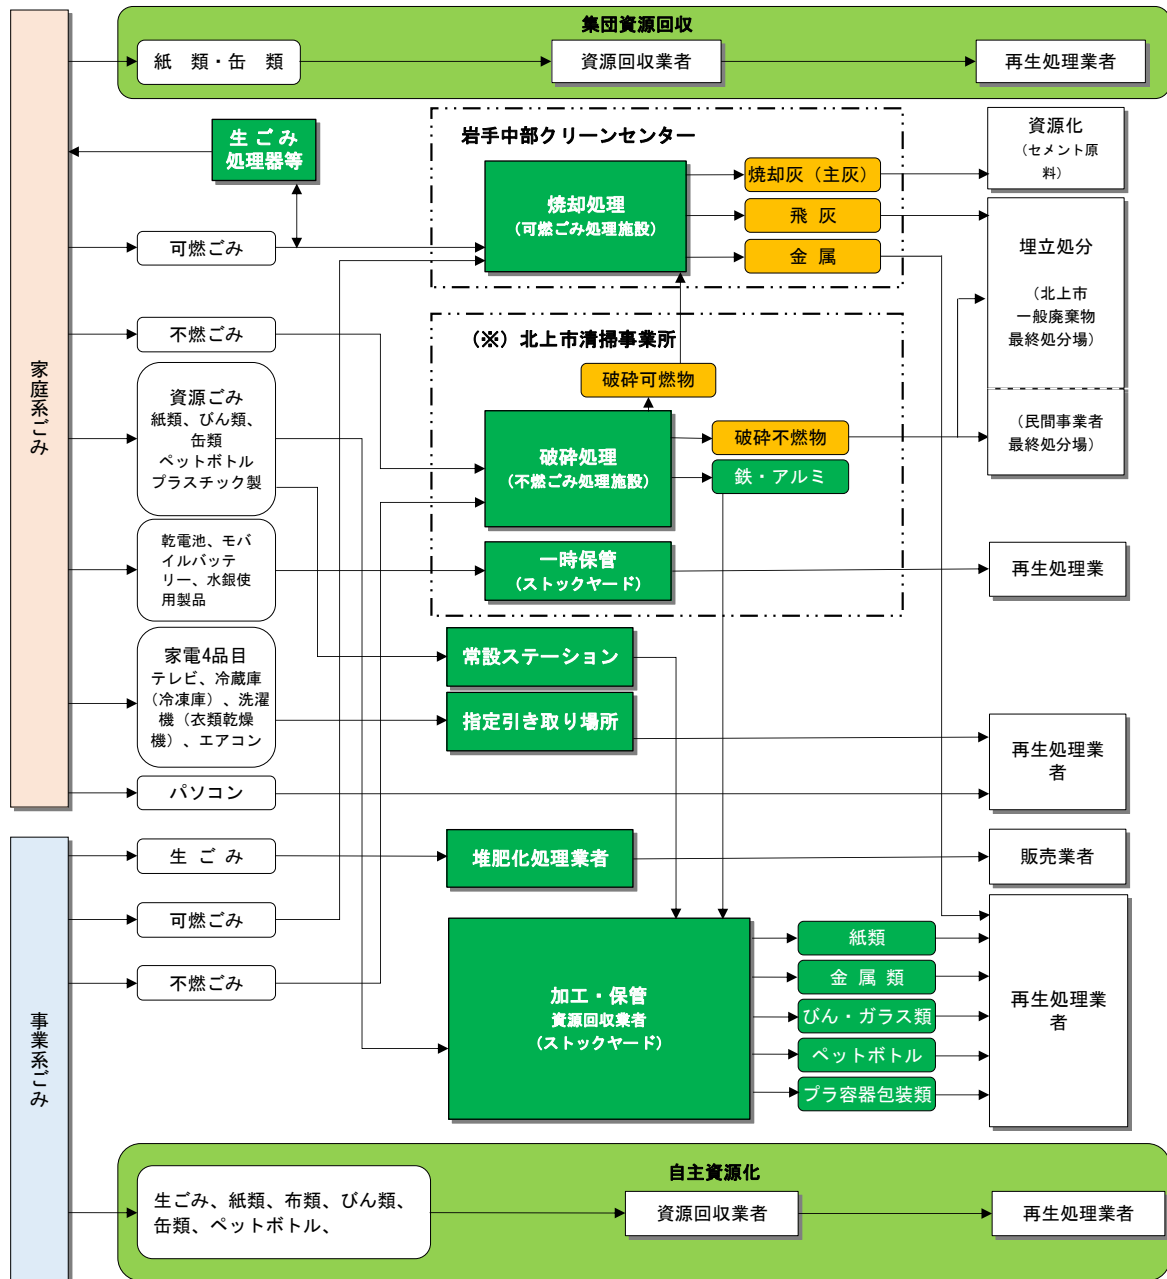 集団資源回収
紙　類・缶　類
資源回収業者
再生処理業者
生ごみ
処理器等
岩手中部クリーンセンター
焼却処理
（可燃ごみ処理施設）
焼却灰（主灰）
飛 灰
金 属
資源化
（セメント原
料）
埋立処分
（北上市
一般廃棄物
最終処分場）
（民間事業者
最終処分場）
可燃ごみ
不燃ごみ
家庭系ごみ
資源ごみ
紙類、びん類、
缶類
ペットボトル
プラスチック製
（※）北上市清掃事業所
破砕可燃物
破砕処理
（不燃ごみ処理施設）
破砕不燃物
鉄・アルミ
乾電池、モバ
イルバッテ
リー、水銀使
用製品
一時保管
（ストックヤード）
再生処理業
家電4品目
テレビ、冷蔵庫
（冷凍庫）、洗濯
機（衣類乾燥
機）、エアコン
常設ステーション
指定引き取り場所
再生処理業
者
パソコン
事業系ごみ
生 ご み
堆肥化処理業者
販売業者
可燃ごみ
不燃ごみ
加工・保管
資源回収業者
（ストックヤード）
紙類
金 属 類
びん・ガラス類
ペットボトル
プラ容器包装類
再生処理業
者
自主資源化
生ごみ、紙類、布類、びん類、
缶類、ペットボトル、
資源回収業者
再生処理業者